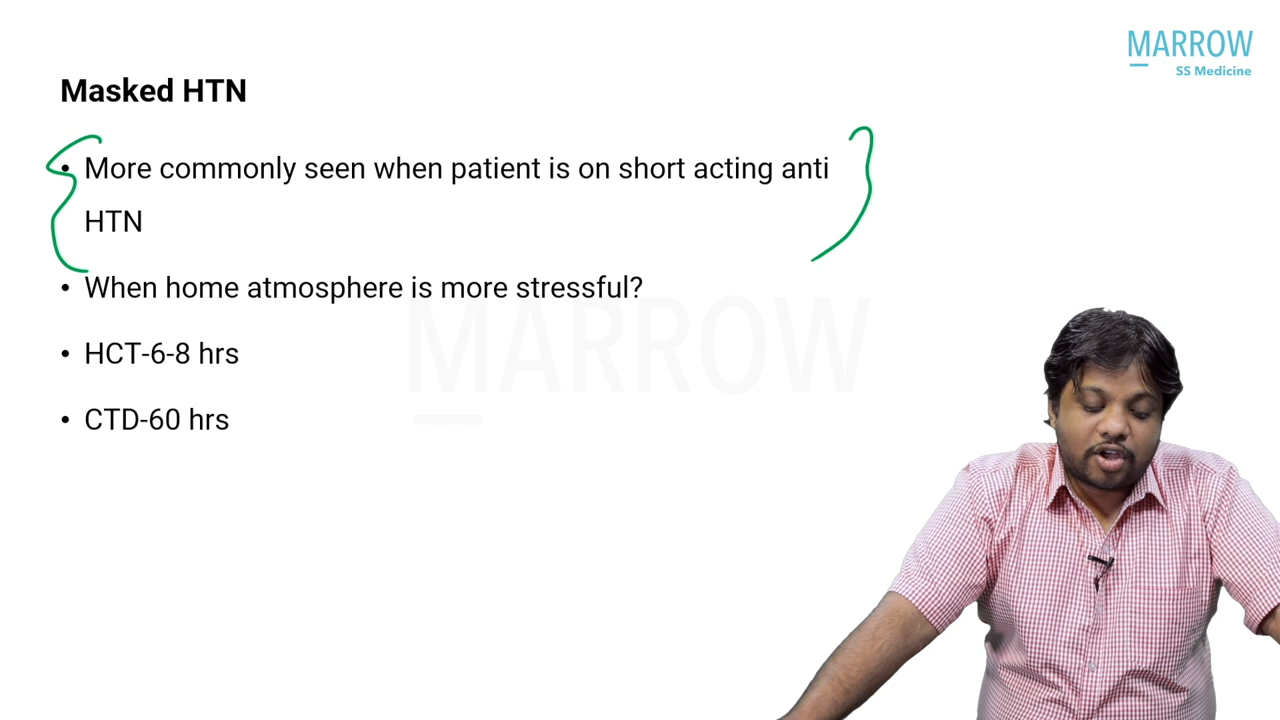 MARROW
SS Medicine
Masked HTN
• More commonly seen when patient is on short acting anti
HTN
• When home atmosphere is more stressful?
MARROW
• HCT-6-8 hrs
• CTD-60 hrs